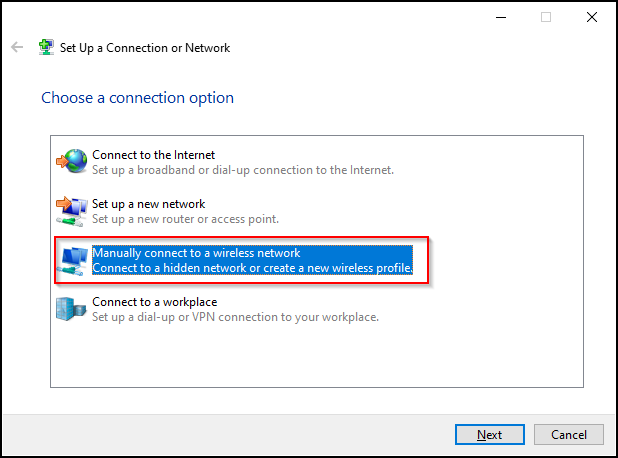 Set Up a Connection or Network
Choose a connection option
Connect to the Internet
Set up a broadband or dial-up connection to the Internet.
Set up a new network
Set up a new router or access point.
Manually connect to a wireless network
Connect to a hidden network or create a new wireless profile.
Connect to a workplace
Set up a dial-up or VPN connection to your workplace.
Next
Cancel